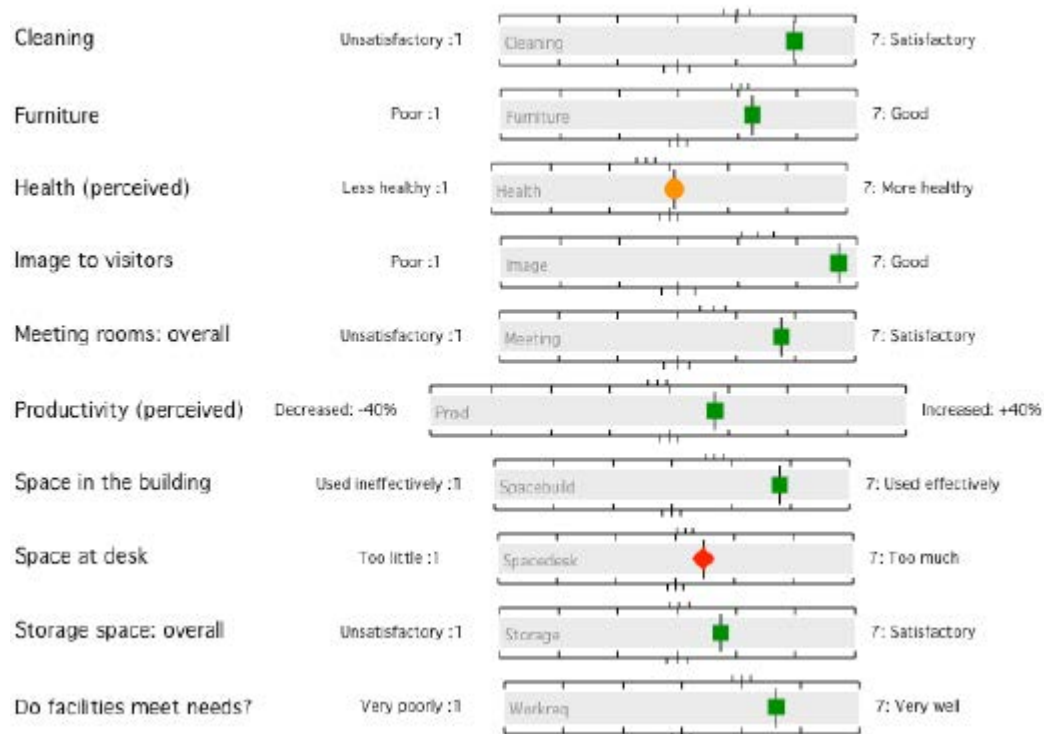 Cleaning Unsatisfactory :1 Cleaning 7: Satisfactory
Furniture Poor :1 Furniture 7: Good
Health (perceived) Less healthy :1 Health 7: More healthy
Image to visitors Poor :1 Image 7: Good
Meeting rooms: overall Unsatisfactory :1 Meeting 7: Satisfactory
Productivity (perceived) Decreased: -40% Prod Increased: +40%
Space in the building Used ineffectively :1 Spacebuild 7: Used effectively
Space at desk Too little :1 Spacedesk 7: Too much
Storage space: overall Unsatisfactory :1 Storage 7: Satisfactory
Do facilities meet needs? Very poorly :1 Workreq 7: Very well